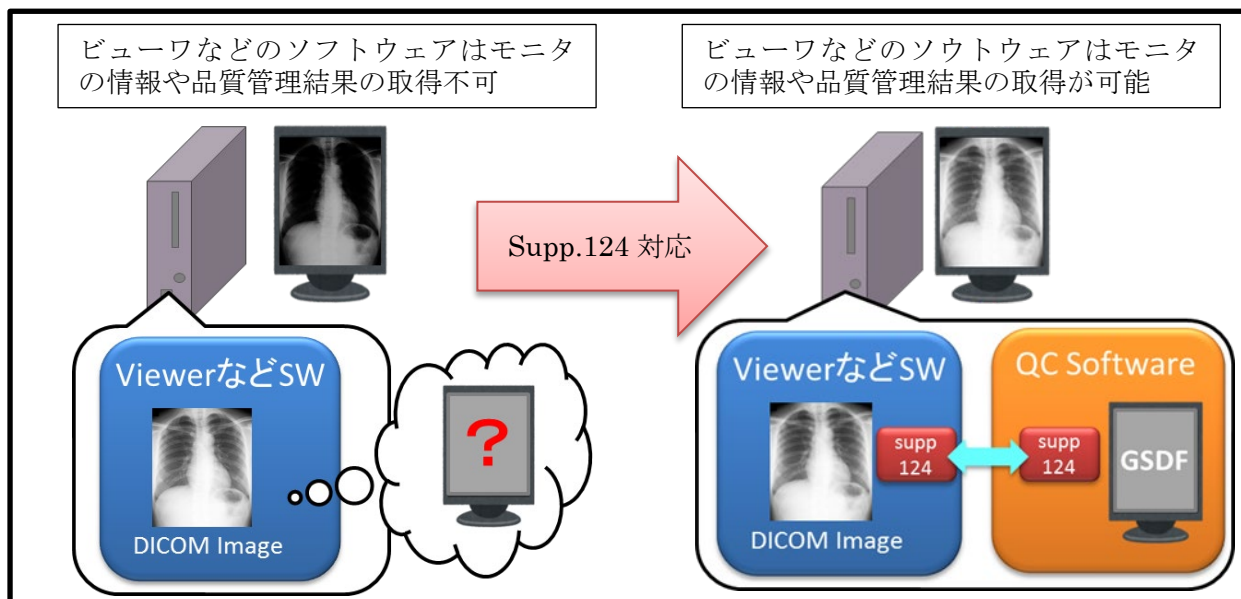 ビューワなどのソフトウェアはモニタ
の情報や品質管理結果の取得不可
ビューワなどのソウトウェアはモニタ
の情報や品質管理結果の取得が可能
Supp.124 対応
ViewerなどSW
DICOM Image
?
ViewerなどSW
DICOM Image
supp
124
QC Software
supp
124
GSDF